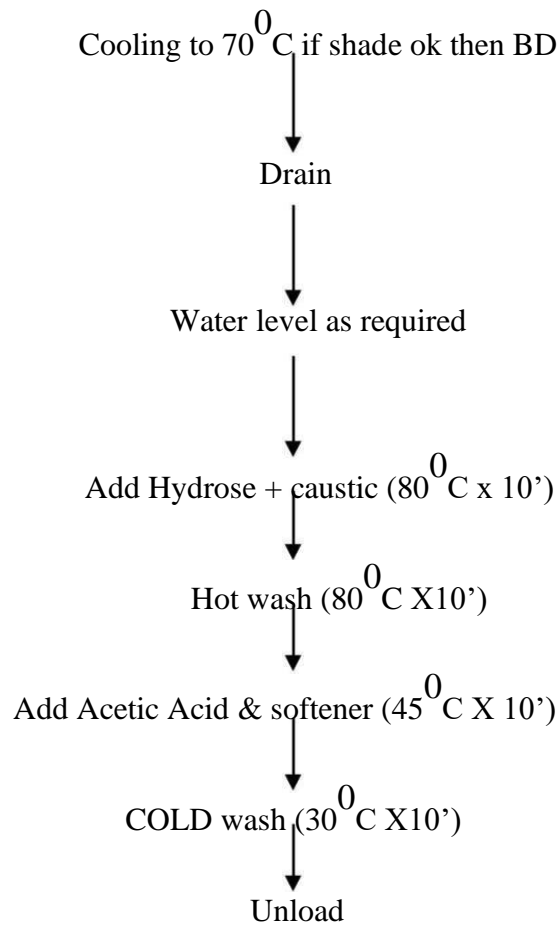 Cooling to 70⁰C if shade ok then BD
Drain
Water level as required
Add Hydrose + caustic (80⁰C x 10’)
Hot wash (80⁰C X10’)
Add Acetic Acid & softener (45⁰C X 10’)
COLD wash (30⁰C X10’)
Unload